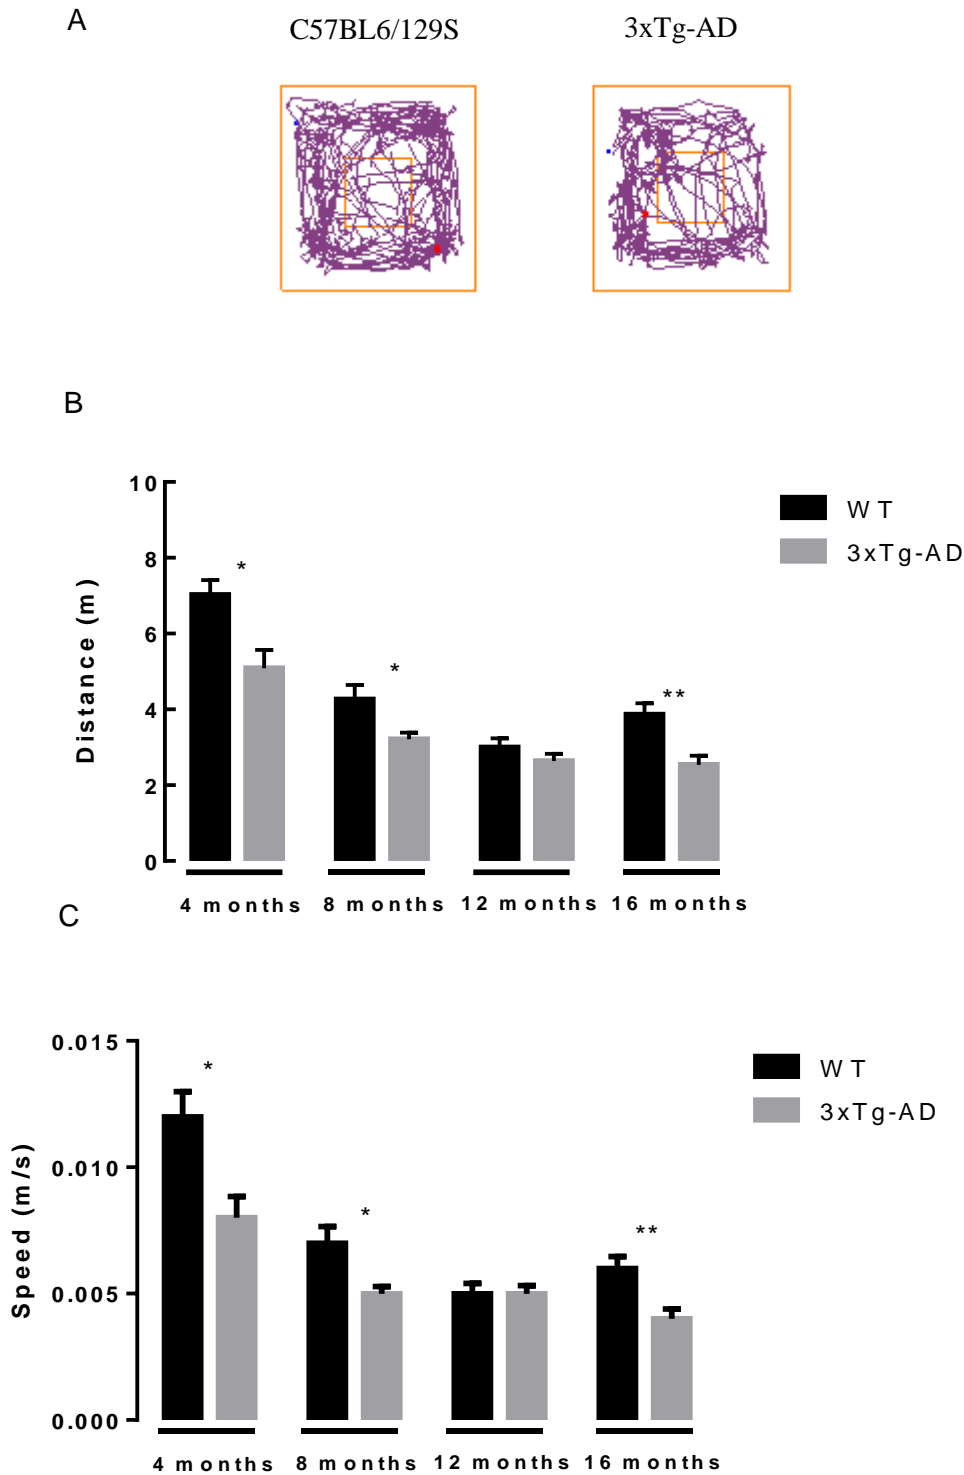 A
C57BL6/129S 3xTg-AD
B
10
8
6
4
2
0
Distance (m)
* * **
WT
3xTg-AD
4 months 8 months 12 months 16 months
C
0.015
0.010
0.005
0.000
Speed (m/s)
* * **
WT
3xTg-AD
4 months 8 months 12 months 16 months